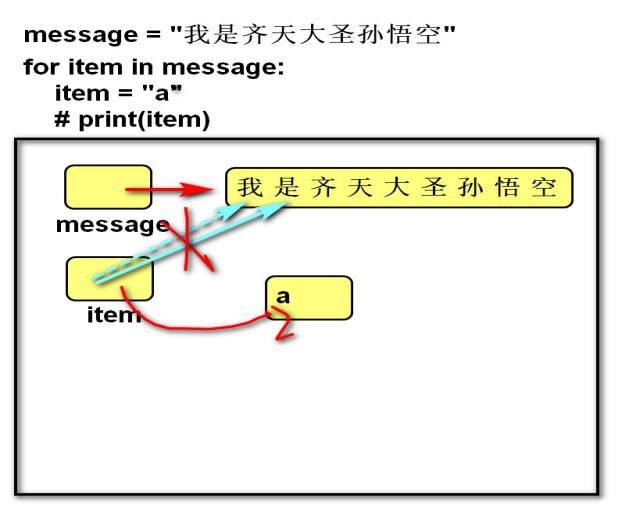 message = "我是齐天大圣孙悟空"
for item in message:
item = "a"
# print(item)
我是齐天大圣孙悟空
message
item
a